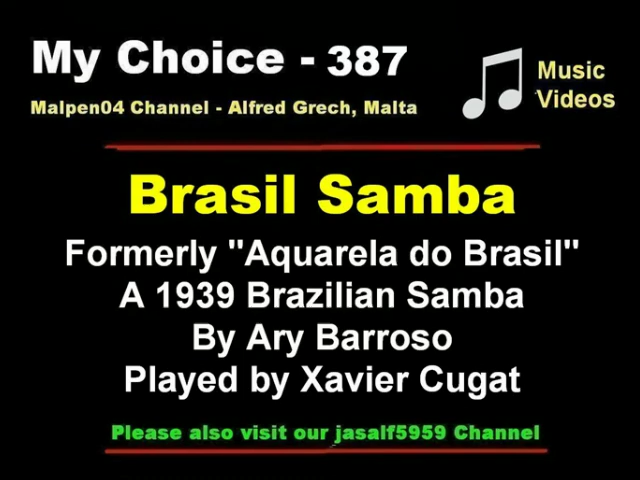 My Choice - 387
Malpen04 Channel - Alfred Grech, Malta
Music
Videos
Brasil Samba
Formerly "Aquarela do Brasil"
A 1939 Brazilian Samba
By Ary Barroso
Played by Xavier Cugat
Please also visit our jasalf5959 Channel